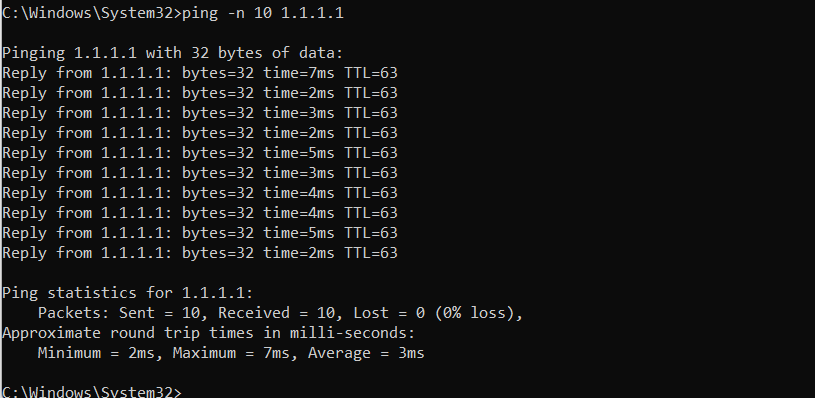 C:\Windows\System32>ping -n 10 1.1.1.1
Pinging 1.1.1.1 with 32 bytes of data:
Reply from 1.1.1.1: bytes=32 time=7ms TTL=63
Reply from 1.1.1.1: bytes=32 time=2ms TTL=63
Reply from 1.1.1.1: bytes=32 time=3ms TTL=63
Reply from 1.1.1.1: bytes=32 time=2ms TTL=63
Reply from 1.1.1.1: bytes=32 time=5ms TTL=63
Reply from 1.1.1.1: bytes=32 time=3ms TTL=63
Reply from 1.1.1.1: bytes=32 time=4ms TTL=63
Reply from 1.1.1.1: bytes=32 time=4ms TTL=63
Reply from 1.1.1.1: bytes=32 time=5ms TTL=63
Reply from 1.1.1.1: bytes=32 time=2ms TTL=63
Ping statistics for 1.1.1.1:
Packets: Sent = 10, Received = 10, Lost = 0 (0% loss),
Approximate round trip times in milli-seconds:
Minimum = 2ms, Maximum = 7ms, Average = 3ms
C:\Windows\System32>